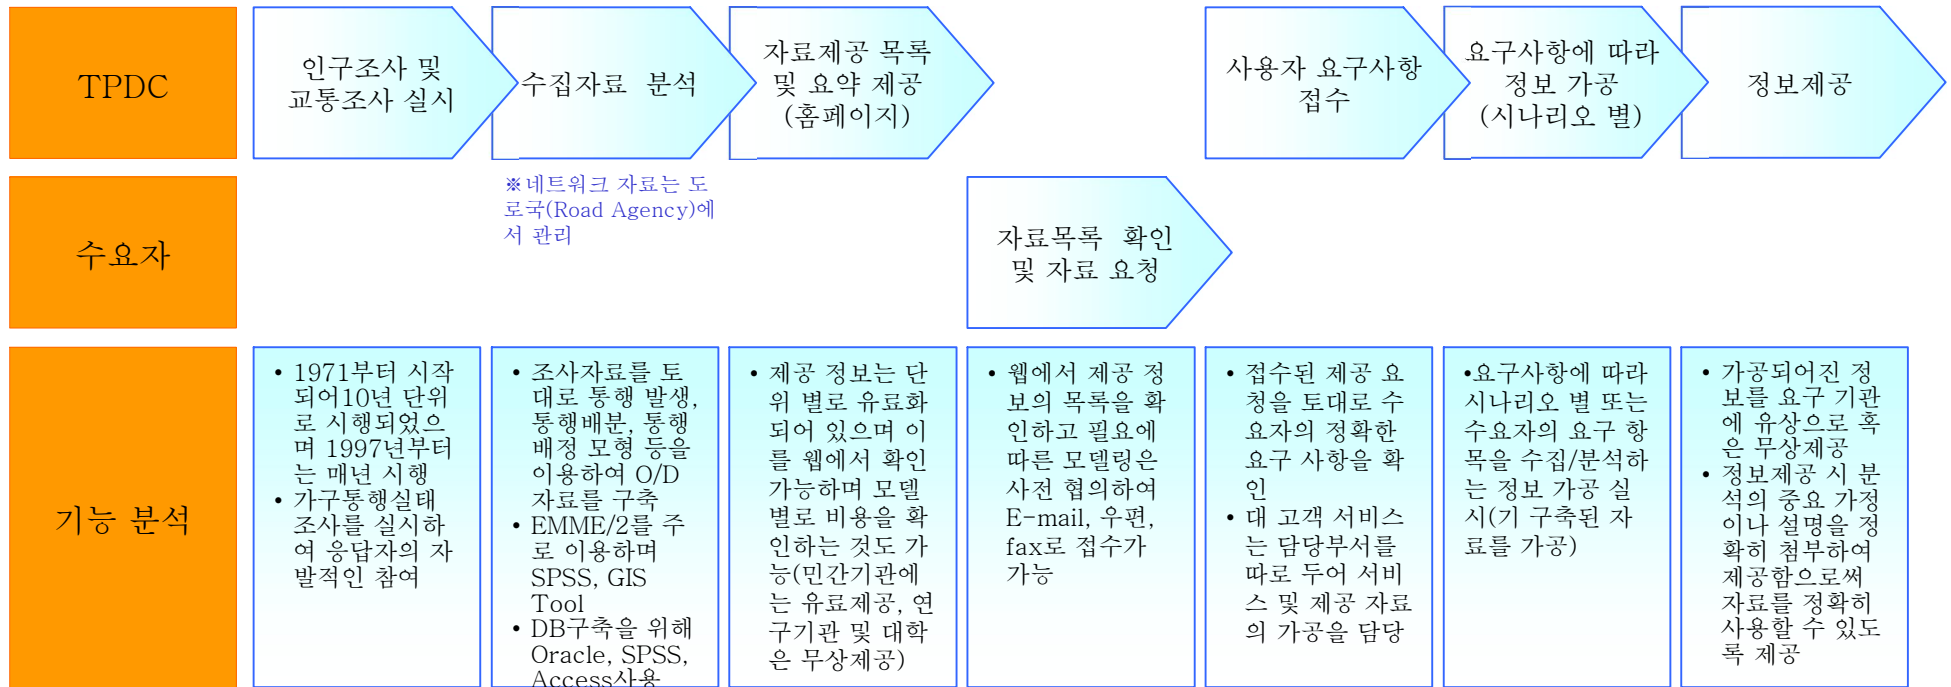 TPDC
인구조사 및
교통조사 실시
수집자료 분석
자료제공 목록
및 요약 제공
(홈페이지)
사용자 요구사항
접수
요구사항에 따라
정보 가공
(시나리오 별)
정보제공
※네트워크 자료는 도
로국(Road Agency)에
서 관리
수요자
자료목록 확인
및 자료 요청
기능 분석
• 1971부터 시작
되어10년 단위
로 시행되었으
며 1997년부터
는 매년 시행
• 가구통행실태
조사를 실시하
여 응답자의 자
발적인 참여
• 조사자료를 토
대로 통행 발생,
통행배분, 통행
배정 모형 등을
이용하여 O/D
자료를 구축
• EMME/2를 주
로 이용하며
SPSS, GIS
Tool
• DB구축을 위해
Oracle, SPSS,
Access사용
• 제공 정보는 단
위 별로 유료화
되어 있으며 이
를 웹에서 확인
가능하며 모델
별로 비용을 확
인하는 것도 가
능(민간기관에
는 유료제공, 연
구기관 및 대학
은 무상제공)
• 웹에서 제공 정
보의 목록을 확
인하고 필요에
따른 모델링은
사전 협의하여
E-mail, 우편,
fax로 접수가
가능
• 접수된 제공 요
청을 토대로 수
요자의 정확한
요구 사항을 확
인
• 대 고객 서비스
는 담당부서를
따로 두어 서비
스 및 제공 자료
의 가공을 담당
•요구사항에 따라
시나리오 별 또는
수요자의 요구 항
목을 수집/분석하
는 정보 가공 실
시(기 구축된 자
료를 가공)
• 가공되어진 정
보를 요구 기관
에 유상으로 혹
은 무상제공
• 정보제공 시 분
석의 중요 가정
이나 설명을 정
확히 첨부하여
제공함으로써
자료를 정확히
사용할 수 있도
록 제공